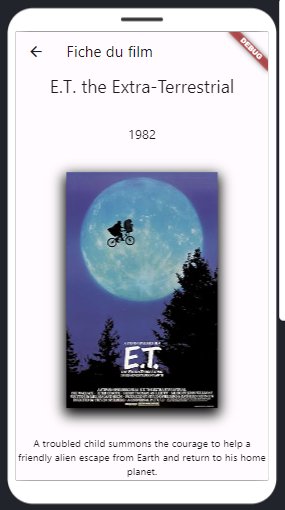 DEBUG
Fiche du film
E.T. the Extra-Terrestrial
1982
E.T.
A troubled child summons the courage to help a
friendly alien escape from Earth and return to his home
planet.